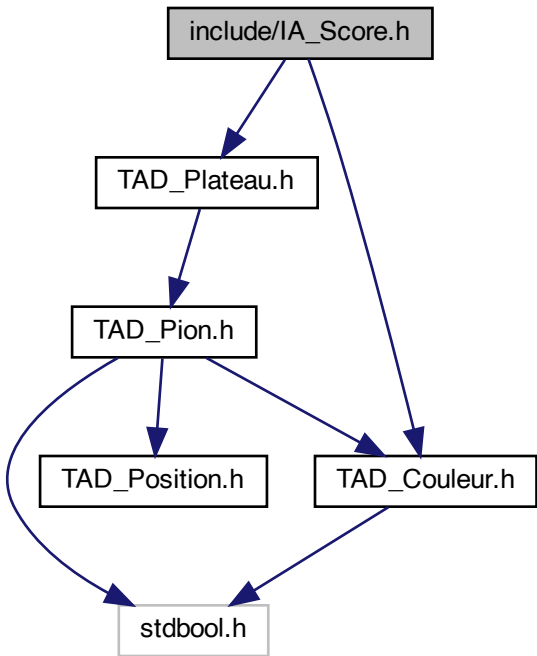 include/IA_Score.h
TAD_Plateau.h
TAD_Pion.h
TAD_Position.h
TAD_Couleur.h
stdbool.h